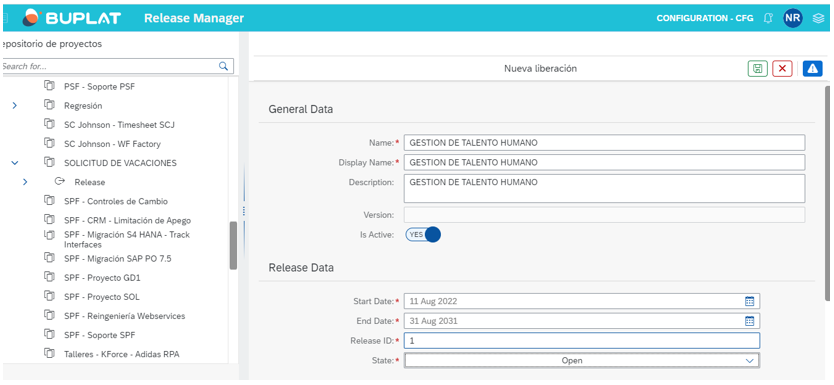 BUPLAT Release Manager CONFIGURATION - CFG NR
epositorio de proyectos
Search for...
PSF - Soporte PSF
Regresión
SC Johnson - Timesheet SCJ
SC Johnson - WF Factory
SOLICITUD DE VACACIONES
Release
SPF - Controles de Cambio
SPF - CRM - Limitación de Apego
SPF - Migración S4 HANA - Track
Interfaces
SPF - Migración SAP PO 7.5
SPF - Proyecto GD1
SPF - Proyecto SOL
SPF - Reingeniería Webservices
SPF - Soporte SPF
Talleres - KForce - Adidas RPA
Nueva liberación
General Data
Name:* GESTION DE TALENTO HUMANO
Display Name:* GESTION DE TALENTO HUMANO
Description: GESTION DE TALENTO HUMANO
Version:
Is Active: YES
Release Data
Start Date:* 11 Aug 2022
End Date:* 31 Aug 2031
Release ID:* 1
State:* Open